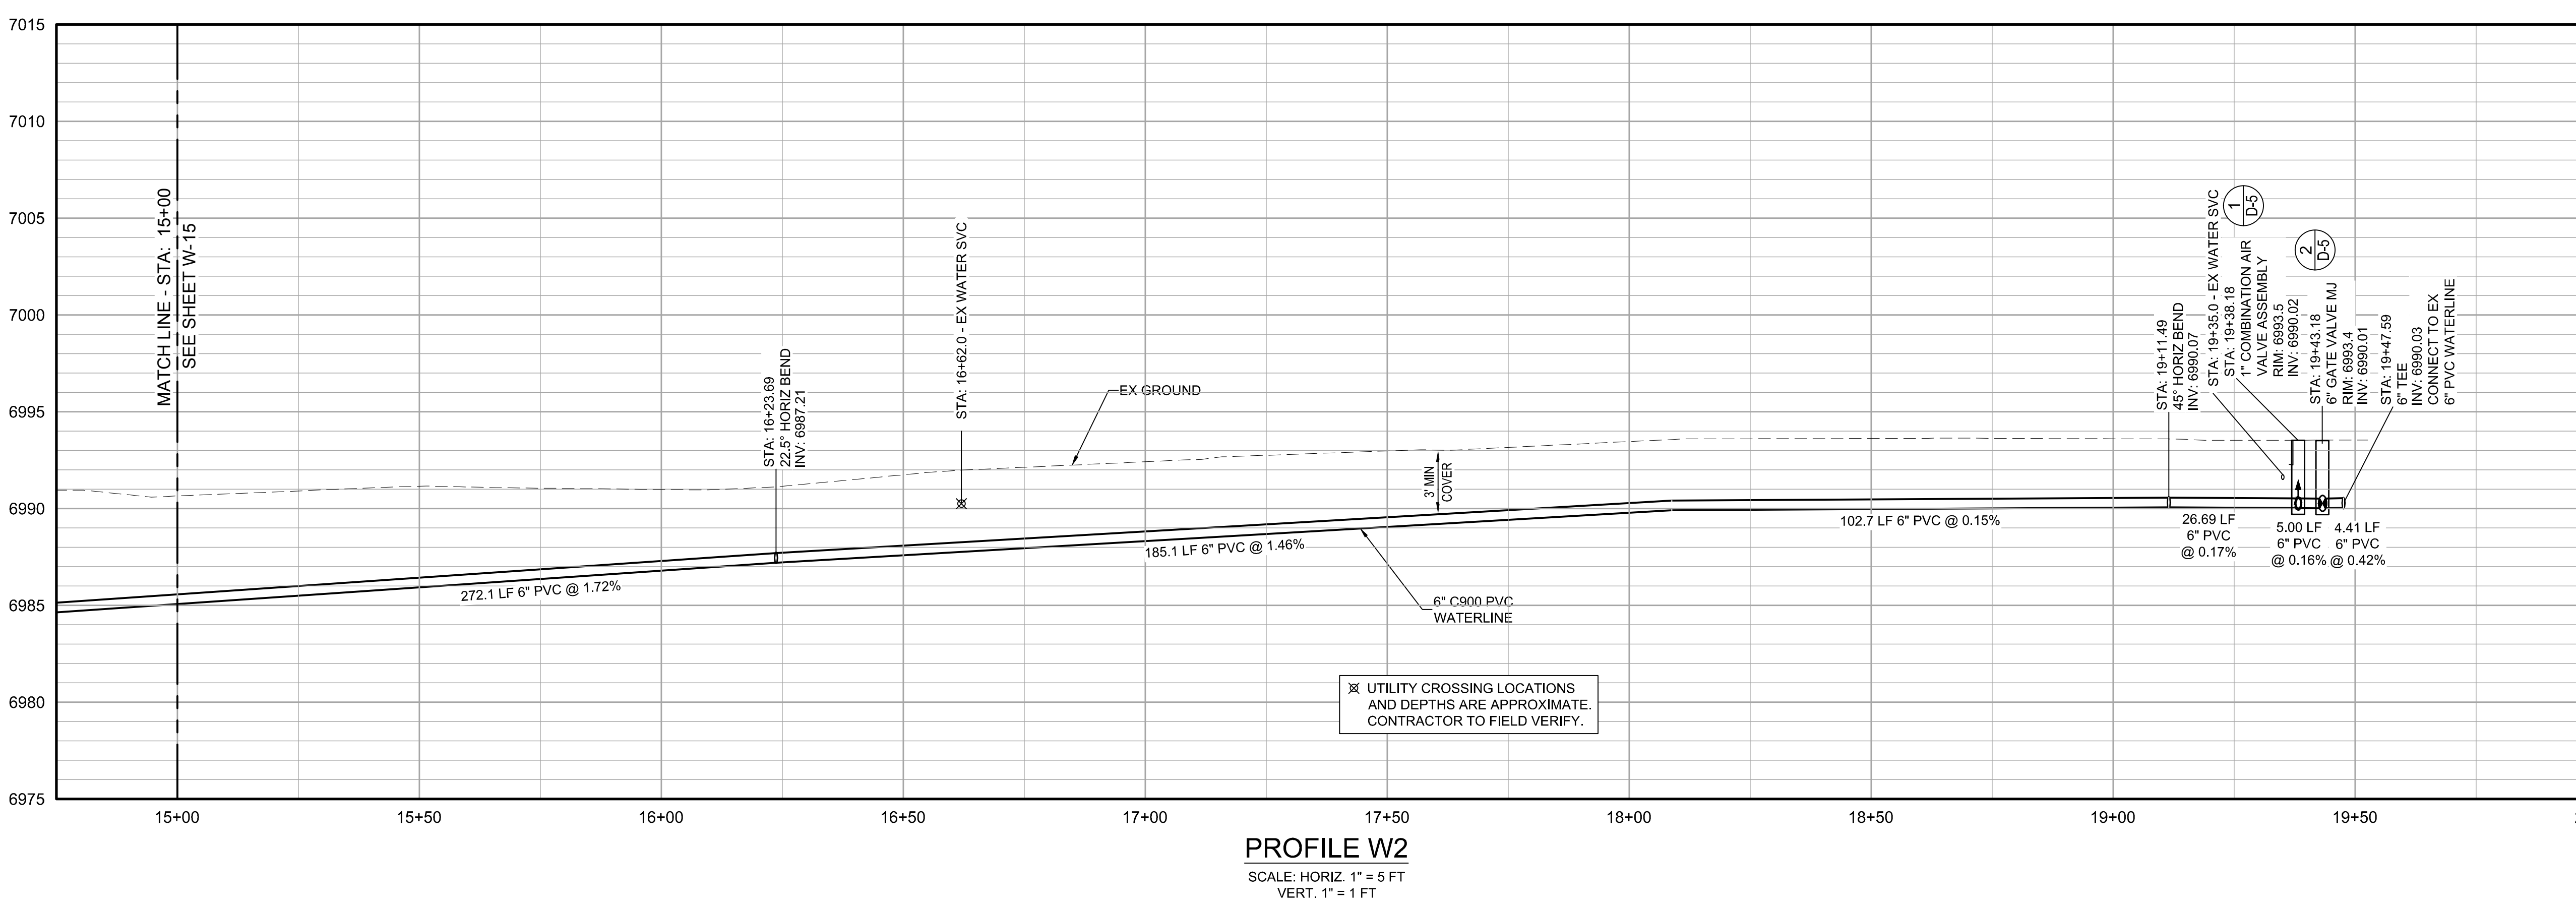 7015
7010
7005
7000
6995
6990
6985
6980
6975
MATCH LINE - STA: 15+00
SEE SHEET W-15
STA: 16+23.69
22.5° HORIZ BEND
INV: 6987.21
STA: 16+62.0 - EX WATER SVC
EX GROUND
3' MIN
COVER
STA: 19+11.49
45° HORIZ BEND
INV: 6990.07
STA: 19+35.0 - EX WATER SVC
1
D-5
STA: 19+38.18
1" COMBINATION AIR
VALVE ASSEMBLY
RIM: 6993.5
INV: 6990.02
2
D-5
STA: 19+43.18
6" GATE VALVE MJ
RIM: 6993.4
INV: 6990.01
STA: 19+47.59
6" TEE
INV: 6990.03
CONNECT TO EX
6" PVC WATERLINE
272.1 LF 6" PVC @ 1.72%
185.1 LF 6" PVC @ 1.46%
102.7 LF 6" PVC @ 0.15%
26.69 LF
6" PVC
@ 0.17%
5.00 LF
6" PVC
@ 0.16%
4.41 LF
6" PVC
@ 0.42%
6" C900 PVC
WATERLINE
UTILITY CROSSING LOCATIONS
AND DEPTHS ARE APPROXIMATE.
CONTRACTOR TO FIELD VERIFY.
15+00
15+50
16+00
16+50
17+00
17+50
18+00
18+50
19+00
19+50
PROFILE W2
SCALE: HORIZ. 1" = 5 FT
VERT. 1" = 1 FT